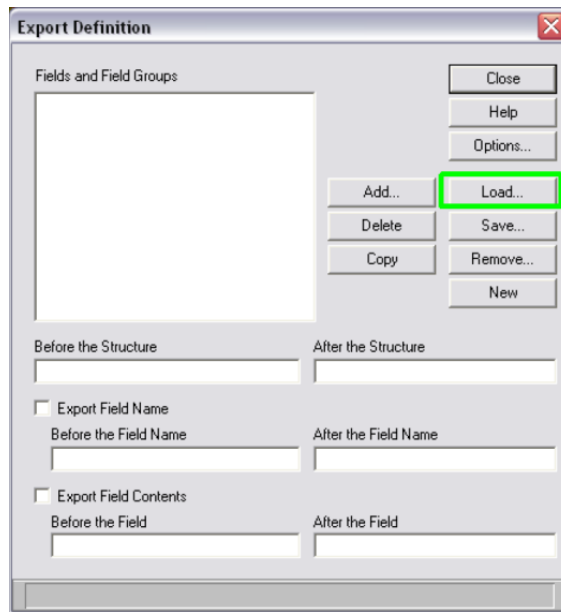 Export Definition
Fields and Field Groups
Close
Help
Options...
Add...
Load...
Delete
Save...
Copy
Remove...
New
Before the Structure
After the Structure
Export Field Name
Before the Field Name
After the Field Name
Export Field Contents
Before the Field
After the Field